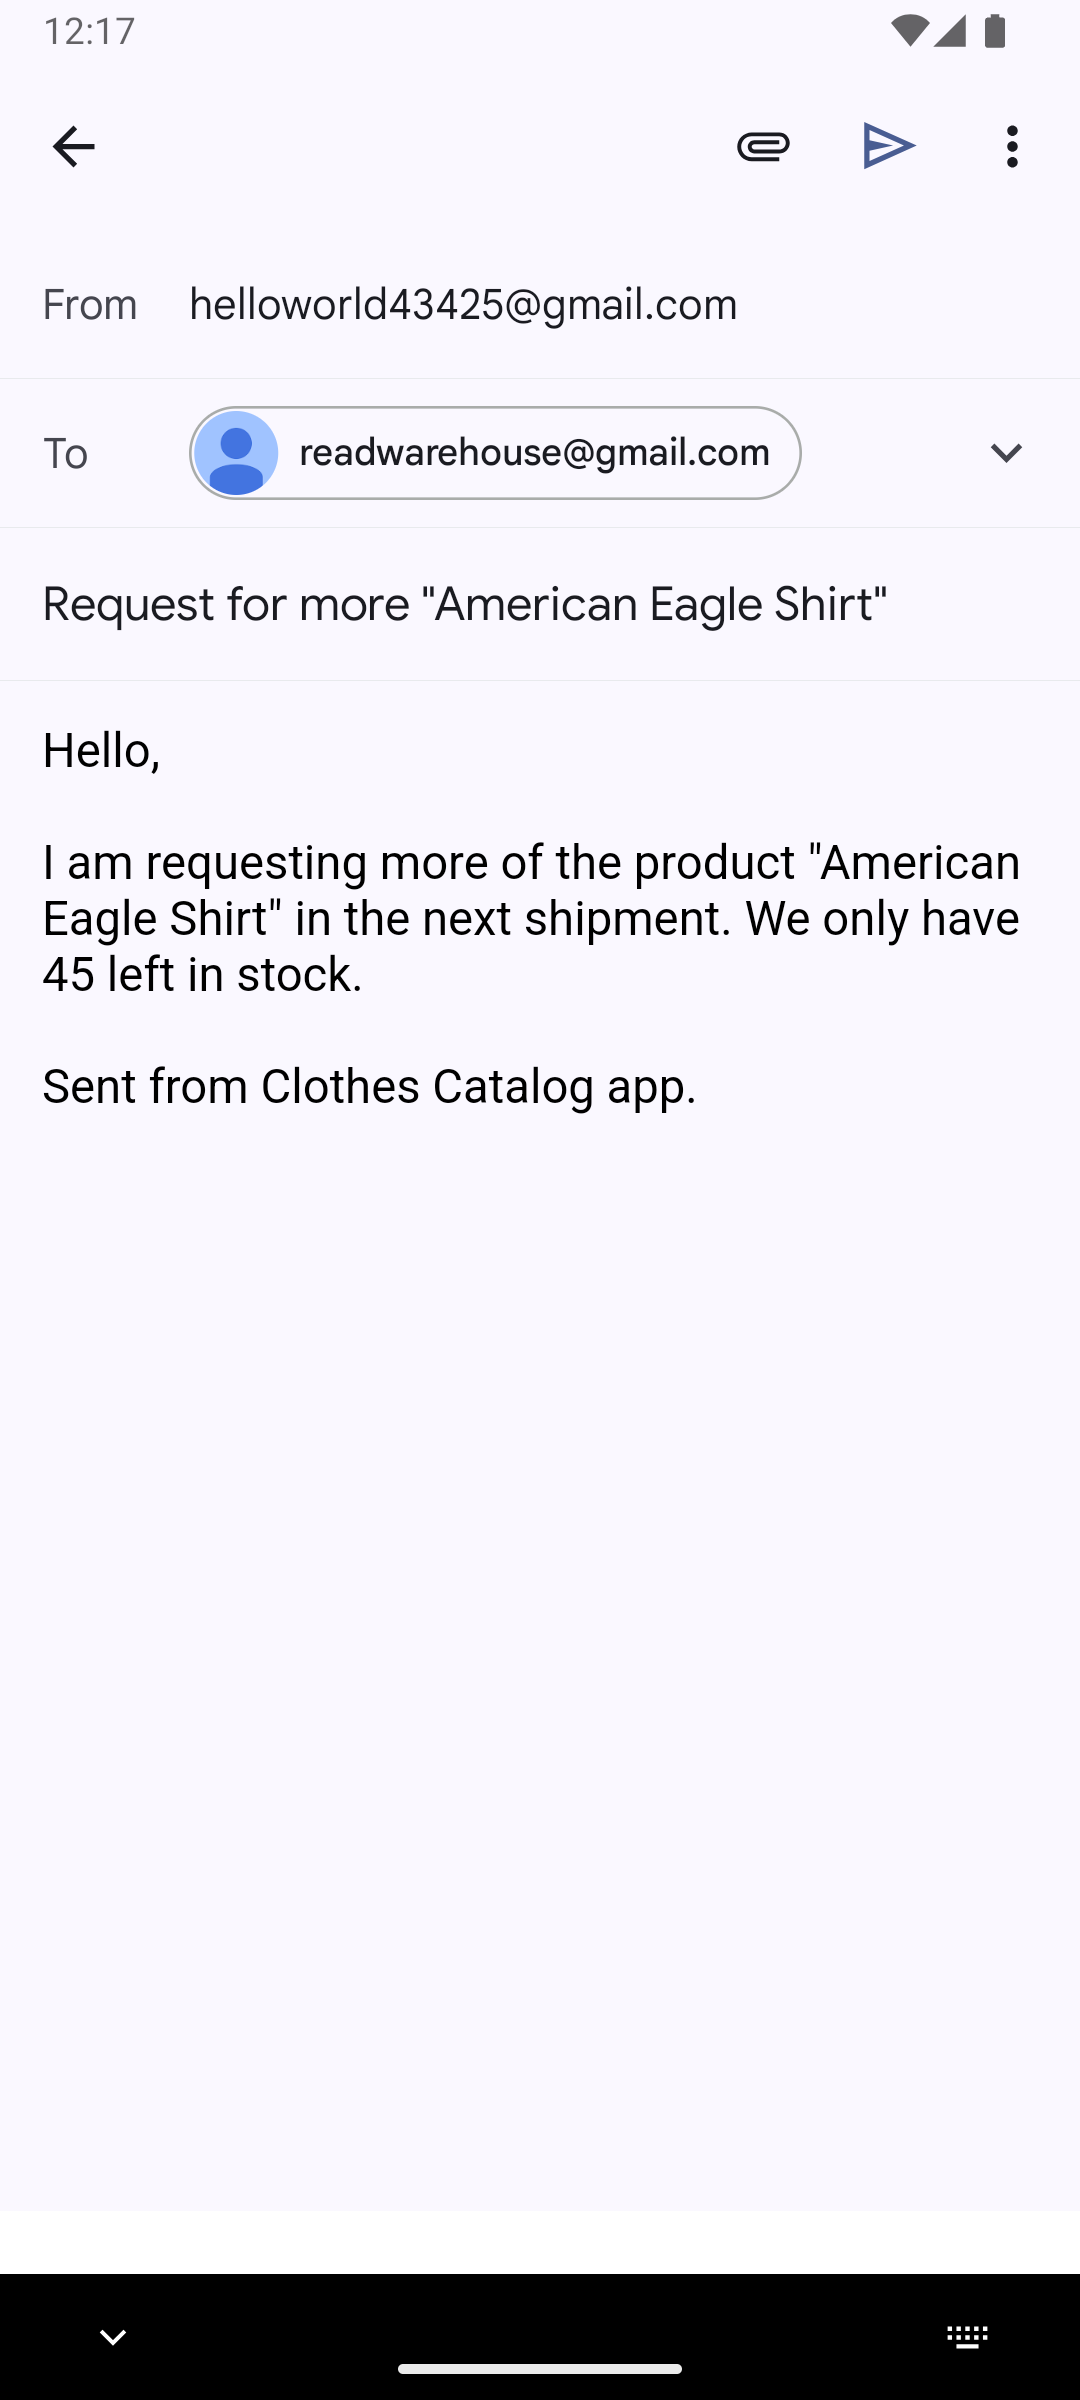 12:17
From helloworld43425@gmail.com
To readwarehouse@gmail.com
Request for more "American Eagle Shirt"
Hello,
I am requesting more of the product "American
Eagle Shirt" in the next shipment. We only have
45 left in stock.
Sent from Clothes Catalog app.